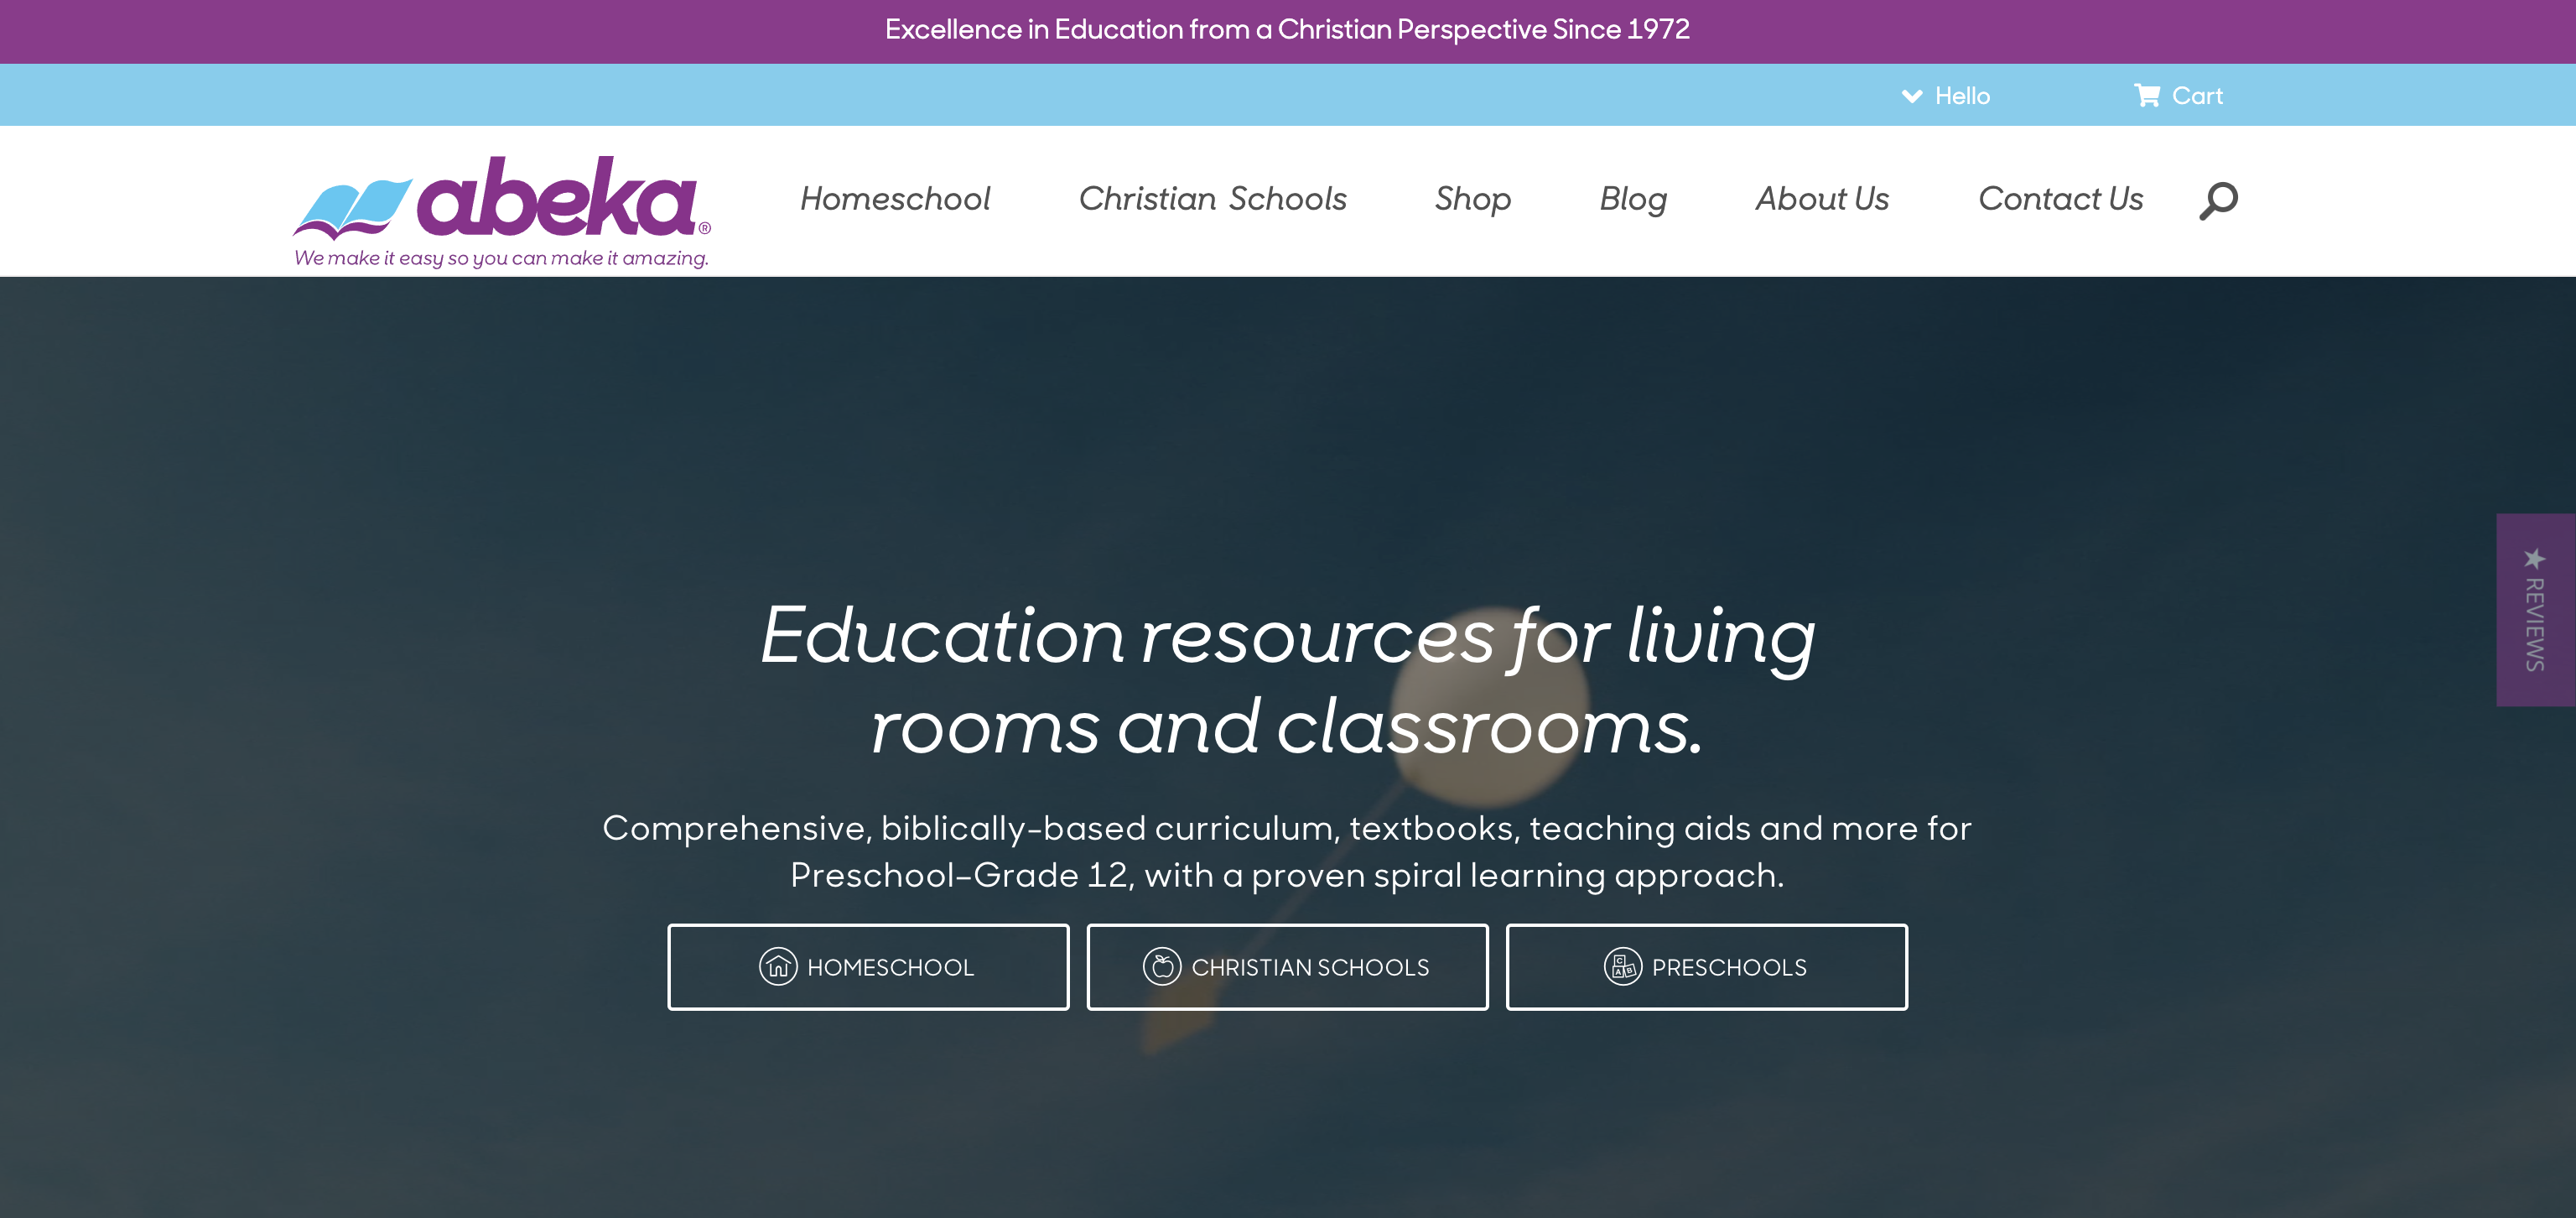 Excellence in Education from a Christian Perspective Since 1972
Hello
Cart
abeka®
We make it easy so you can make it amazing.
Homeschool
Christian Schools
Shop
Blog
About Us
Contact Us
★ REVIEWS
Education resources for living
rooms and classrooms.
Comprehensive, biblically-based curriculum, textbooks, teaching aids and more for
Preschool–Grade 12, with a proven spiral learning approach.
HOMESCHOOL
CHRISTIAN SCHOOLS
C
A B
PRESCHOOLS